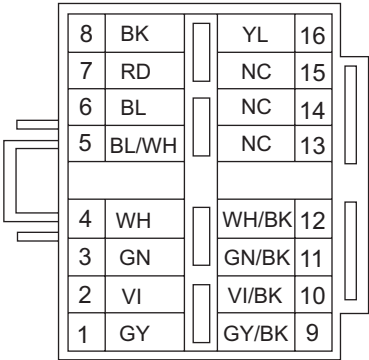 8 BK YL 16
7 RD NC 15
6 BL NC 14
5 BL/WH NC 13
4 WH WH/BK 12
3 GN GN/BK 11
2 VI VI/BK 10
1 GY GY/BK 9